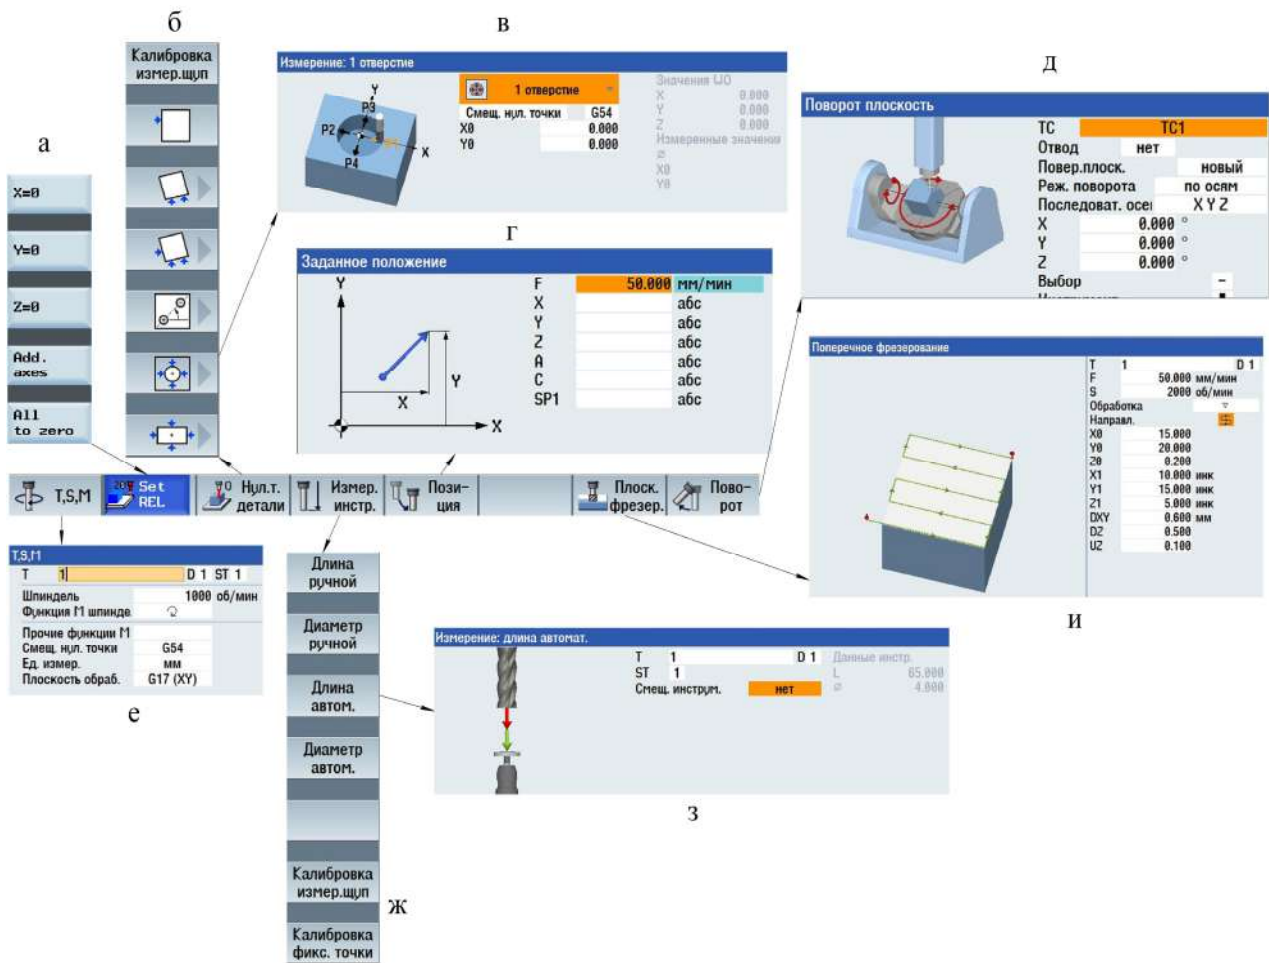 б
в
д
а
г
Калибровка
измер.щуп
X=0
Y=0
Z=0
Add.
axes
All
to zero
Измерение: 1 отверстие
Y
P3
P2
P4
X
1 отверстие
Смещ. нул. точки G54
X0 0.000
Y0 0.000
Значения WO
X 0.000
Y 0.000
Z 0.000
Измеренные значения
ø
X0
Y0
Поворот плоскость
TC TC1
Отвод нет
Повер.плоск. новый
Реж. поворота по осям
Последоват. осе X Y Z
X 0.000 °
Y 0.000 °
Z 0.000 °
Выбор -
Заданное положение
Y
X
Y
X
F 50.000 мм/мин
X абс
Y абс
Z абс
A абс
C абс
SP1 абс
Поперечное фрезерование
T 1 D 1
F 50.000 мм/мин
S 2000 об/мин
Обработка ▽
Направл.
X0 15.000
Y0 20.000
Z0 0.200
X1 10.000 инк
Y1 15.000 инк
Z1 5.000 инк
DXY 0.600 мм
DZ 0.500
UZ 0.100
T,S,M
Set
REL
Нул.т.
детали
Измер.
инстр.
Пози-
ция
Плоск.
фрезер.
Пово-
рот
T,S,M
T 1 D 1 ST 1
Шпиндель 1000 об/мин
Функция M шпинде
Прочие функции M
Смещ. нул. точки G54
Ед. измер. мм
Плоскость обраб. G17 (XY)
е
Длина
ручной
Диаметр
ручной
Длина
автом.
Диаметр
автом.
Калибровка
измер.щуп
Калибровка
фикс. точки
ж
Измерение: длина автомат.
T 1 D 1
ST 1
Смещ. инструм. нет
Данные инстр.
L 65.000
ø 4.000
з
и